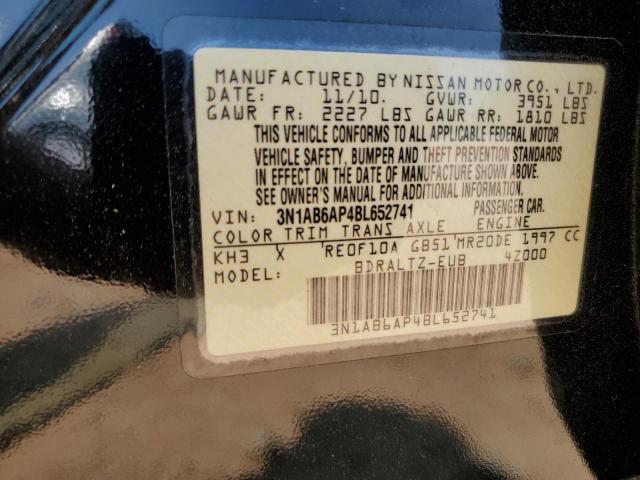 MANUFACTURED BY NISSAN MOTOR CO., LTD.
DATE: 11/10. GVWR: 3951 LBS
GAWR FR: 2227 LBS GAWR RR: 1810 LBS
THIS VEHICLE CONFORMS TO ALL APPLICABLE FEDERAL MOTOR
VEHICLE SAFETY, BUMPER AND THEFT PREVENTION STANDARDS
IN EFFECT ON THE DATE OF MANUFACTURE SHOWN ABOVE.
SEE OWNER'S MANUAL FOR ADDITIONAL INFORMATION.
VIN: 3N1AB6AP4BL652741 PASSENGER CAR.
COLOR TRIM TRANS AXLE ENGINE
KH3 X RE0F10A GB51 MR20DE 1997 CC
MODEL: BDRALTZ-EUB 4Z000
3N1AB6AP4BL652741